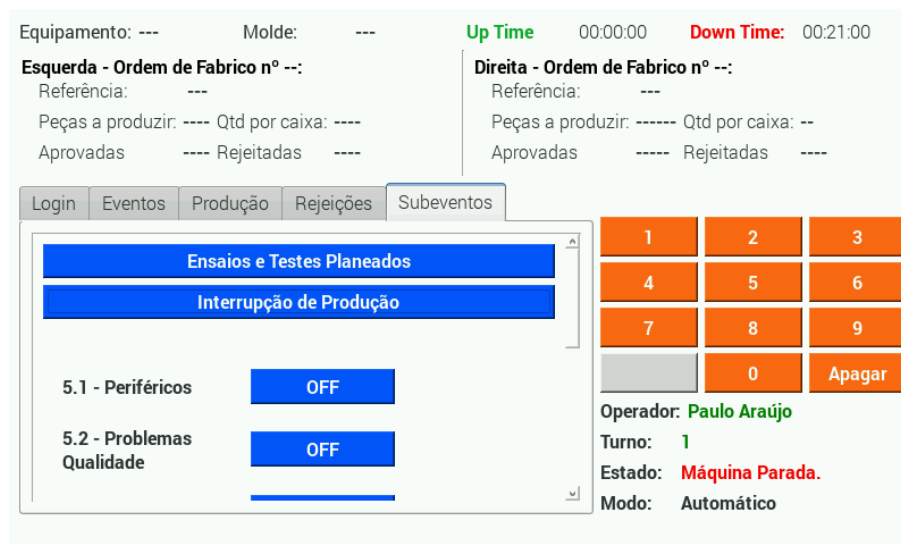 Equipamento: --- Molde: --- Up Time 00:00:00 Down Time: 00:21:00
Esquerda - Ordem de Fabrico nº --:
Referência: ---
Peças a produzir: ---- Qtd por caixa: ----
Aprovadas ---- Rejeitadas ----
Direita - Ordem de Fabrico nº --:
Referência: ---
Peças a produzir: ------ Qtd por caixa: --
Aprovadas ----- Rejeitadas ----
Login Eventos Produção Rejeições Subeventos
Ensaios e Testes Planeados
Interrupção de Produção
5.1 - Periféricos OFF
5.2 - Problemas
Qualidade OFF
1 2 3
4 5 6
7 8 9
0 Apagar
Operador: Paulo Araújo
Turno: 1
Estado: Máquina Parada.
Modo: Automático